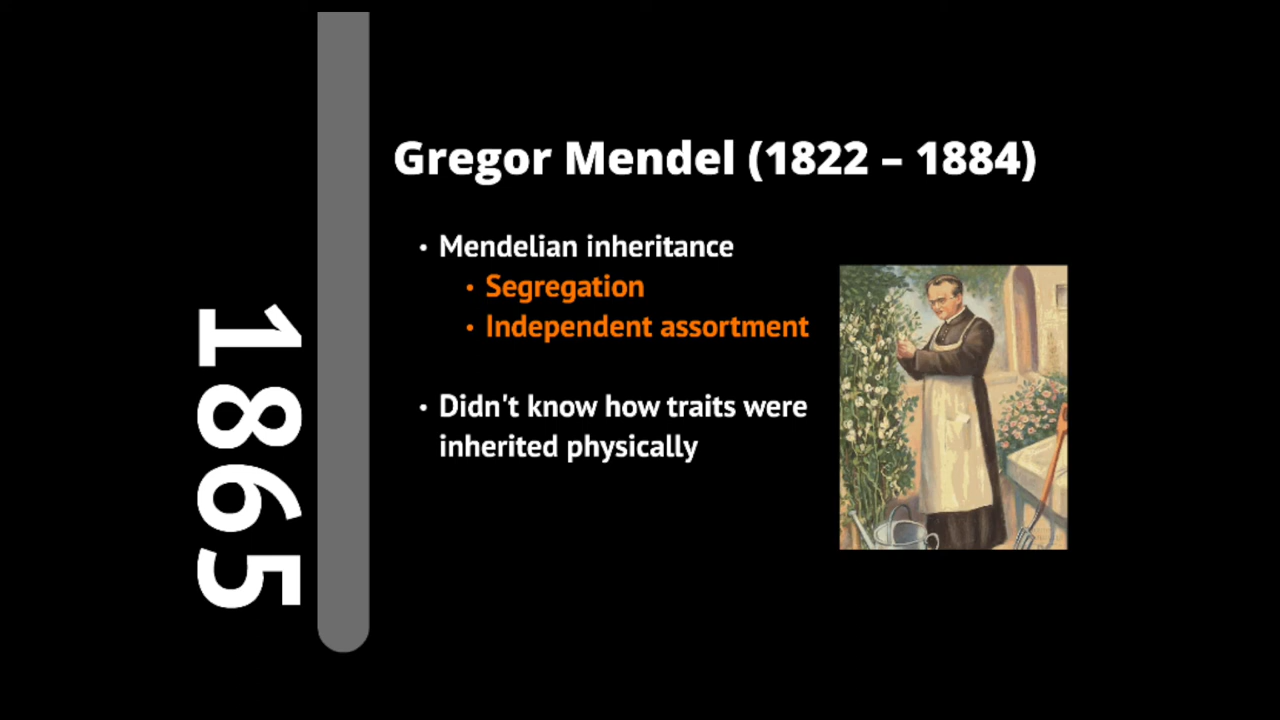 1865
Gregor Mendel (1822 – 1884)
• Mendelian inheritance
• Segregation
• Independent assortment
• Didn't know how traits were
inherited physically